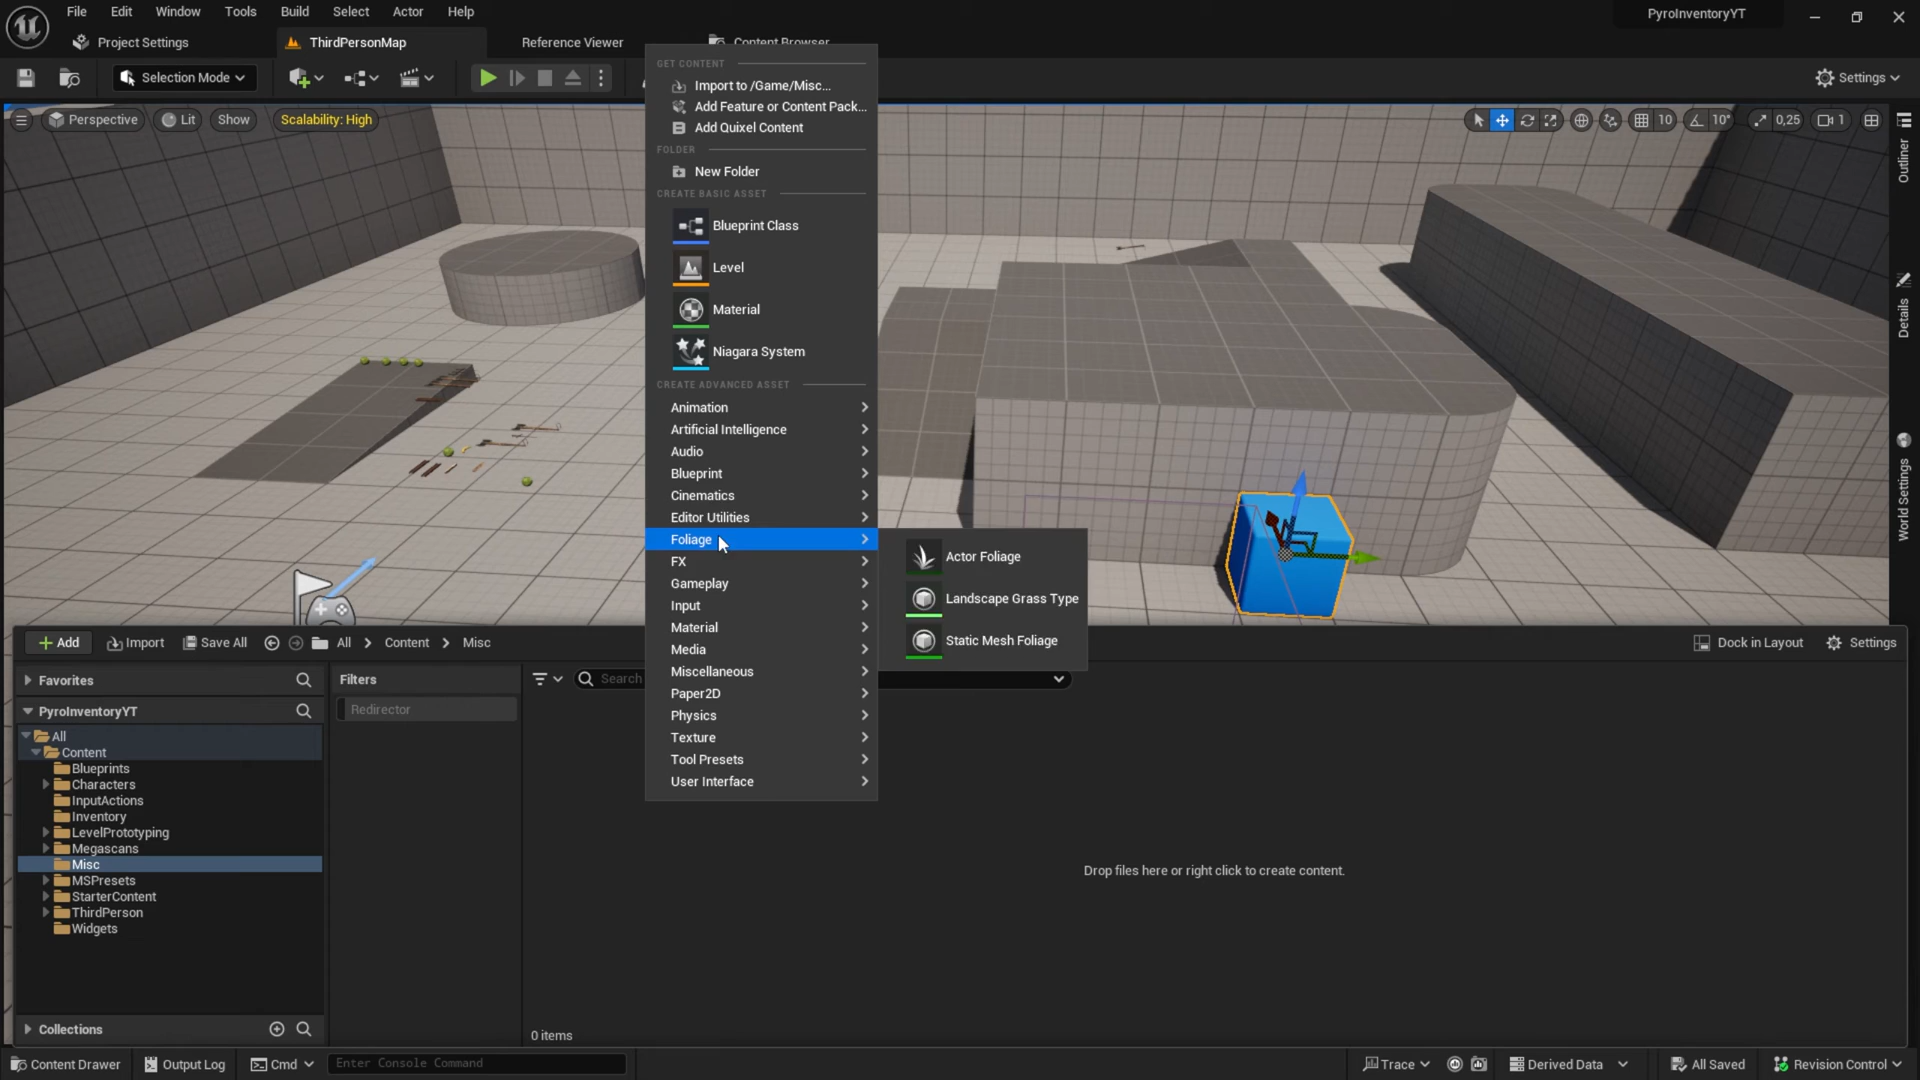 File Edit Window Tools Build Select Actor Help
PyroInventoryYT
Project Settings
ThirdPersonMap
Reference Viewer
Content Browser
Selection Mode
Settings
Perspective
Lit
Show
Scalability: High
10
10°
0,25
1
Outliner
Details
World Settings
GET CONTENT
Import to /Game/Misc...
Add Feature or Content Pack...
Add Quixel Content
FOLDER
New Folder
CREATE BASIC ASSET
Blueprint Class
Level
Material
Niagara System
CREATE ADVANCED ASSET
Animation
Artificial Intelligence
Audio
Blueprint
Cinematics
Editor Utilities
Foliage
FX
Gameplay
Input
Material
Media
Miscellaneous
Paper2D
Physics
Texture
Tool Presets
User Interface
Actor Foliage
Landscape Grass Type
Static Mesh Foliage
Add
Import
Save All
All
Content
Misc
Dock in Layout
Settings
Favorites
Filters
Search
PyroInventoryYT
Redirector
All
Content
Blueprints
Characters
InputActions
Inventory
LevelPrototyping
Megascans
Misc
MSPresets
StarterContent
ThirdPerson
Widgets
Drop files here or right click to create content.
Collections
0 items
Content Drawer
Output Log
Cmd
Enter Console Command
Trace
Derived Data
All Saved
Revision Control